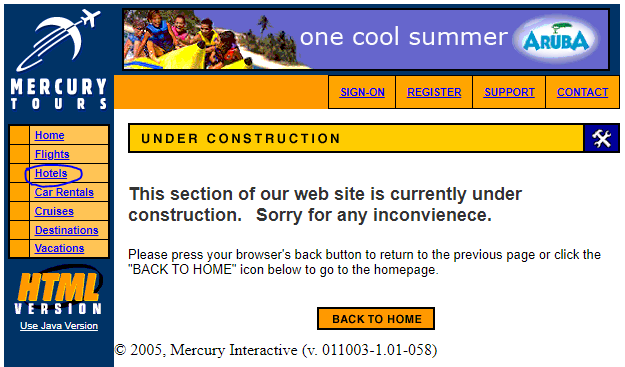 one cool summer ARUBA
MERCURY
TOURS
SIGN-ON REGISTER SUPPORT CONTACT
Home
Flights
Hotels
Car Rentals
Cruises
Destinations
Vacations
HTML
VERSION
Use Java Version
UNDER CONSTRUCTION
This section of our web site is currently under
construction. Sorry for any inconvienece.
Please press your browser's back button to return to the previous page or click the
"BACK TO HOME" icon below to go to the homepage.
BACK TO HOME
© 2005, Mercury Interactive (v. 011003-1.01-058)